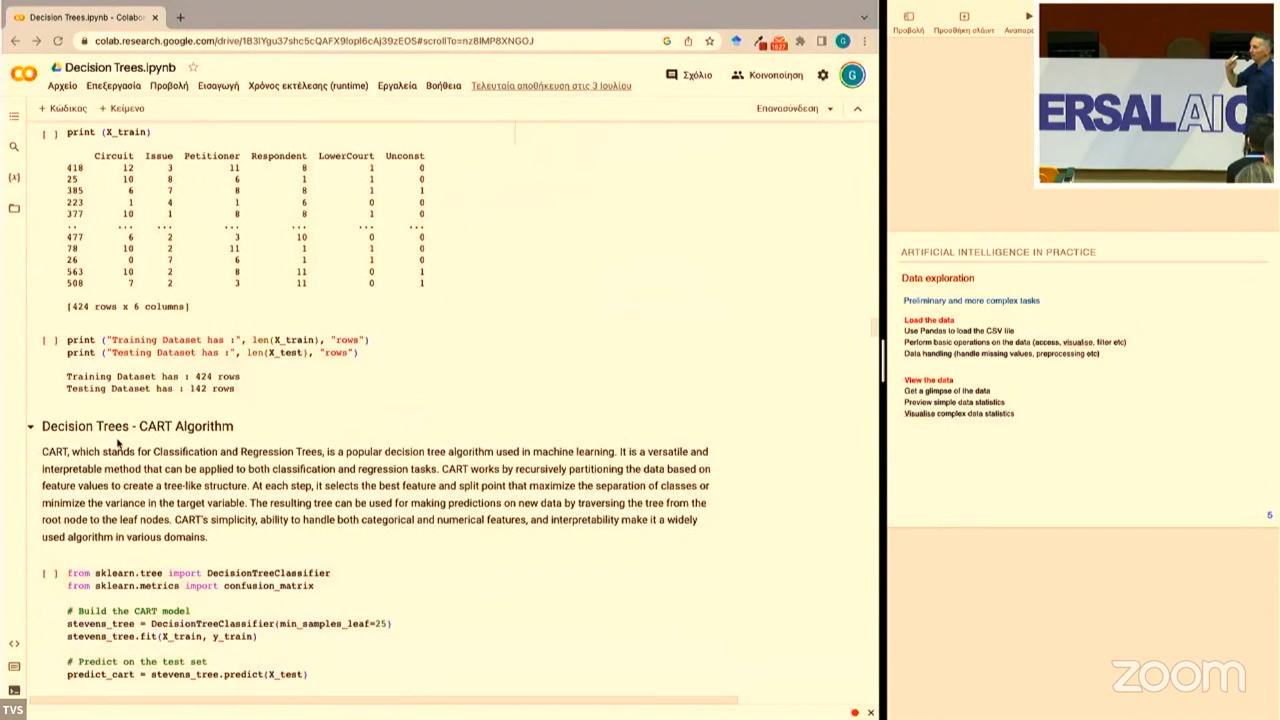 Decision Trees.ipynb - Colabor
colab.research.google.com/drive/1B3IYgu37shc5cQAFX9lopl6cAj39zEOS#scrollTo=nz8lMP8XNGOJ
1027
G
Decision Trees.ipynb
Σχόλιο
Κοινοποίηση
G
Αρχείο Επεξεργασία Προβολή Εισαγωγή Χρόνος εκτέλεσης (runtime) Εργαλεία Βοήθεια Τελευταία αποθήκευση στις 3 Ιουλίου
+ Κώδικας + Κείμενο
Επανασύνδεση
[ ] print (X_train)
Circuit Issue Petitioner Respondent LowerCourt Unconst
418 12 3 11 8 1 0
25 10 8 6 1 1 0
385 6 7 8 8 1 1
223 1 4 1 6 0 0
377 10 1 8 8 1 0
.. ... ... ... ... ... ...
477 6 2 3 10 0 0
78 10 2 11 1 1 0
26 0 7 6 1 1 0
563 10 2 8 11 0 1
508 7 2 3 11 0 1
[424 rows x 6 columns]
[ ] print ("Training Dataset has :", len(X_train), "rows")
print ("Testing Dataset has :", len(X_test), "rows")
Training Dataset has : 424 rows
Testing Dataset has : 142 rows
Decision Trees - CART Algorithm
CART, which stands for Classification and Regression Trees, is a popular decision tree algorithm used in machine learning. It is a versatile and
interpretable method that can be applied to both classification and regression tasks. CART works by recursively partitioning the data based on
feature values to create a tree-like structure. At each step, it selects the best feature and split point that maximize the separation of classes or
minimize the variance in the target variable. The resulting tree can be used for making predictions on new data by traversing the tree from the
root node to the leaf nodes. CART's simplicity, ability to handle both categorical and numerical features, and interpretability make it a widely
used algorithm in various domains.
[ ] from sklearn.tree import DecisionTreeClassifier
from sklearn.metrics import confusion_matrix
# Build the CART model
stevens_tree = DecisionTreeClassifier(min_samples_leaf=25)
stevens_tree.fit(X_train, y_train)
# Predict on the test set
predict_cart = stevens_tree.predict(X_test)
TVS
Προβολή Προσθήκη σλάιντ Αναπαρα
ERSAL AI
ARTIFICIAL INTELLIGENCE IN PRACTICE
Data exploration
Preliminary and more complex tasks
Load the data
Use Pandas to load the CSV file
Perform basic operations on the data (access, visualise, filter etc)
Data handling (handle missing values, preprocessing etc)
View the data
Get a glimpse of the data
Preview simple data statistics
Visualise complex data statistics
5
zoom